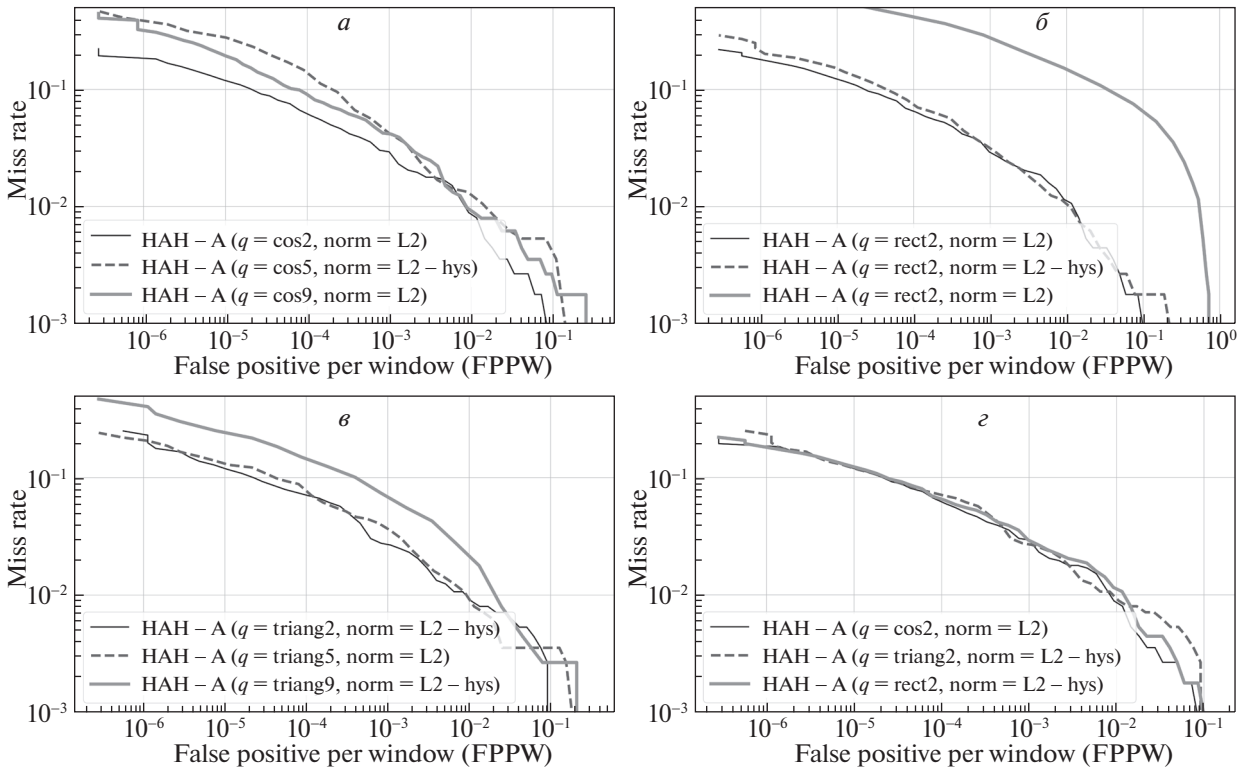 а
Miss rate
10⁻¹
10⁻²
10⁻³
HAH – A (q = cos2, norm = L2)
HAH – A (q = cos5, norm = L2 – hys)
HAH – A (q = cos9, norm = L2)
10⁻⁶ 10⁻⁵ 10⁻⁴ 10⁻³ 10⁻² 10⁻¹
False positive per window (FPPW)
б
Miss rate
10⁻¹
10⁻²
10⁻³
HAH – A (q = rect2, norm = L2)
HAH – A (q = rect2, norm = L2 – hys)
HAH – A (q = rect2, norm = L2)
10⁻⁶ 10⁻⁵ 10⁻⁴ 10⁻³ 10⁻² 10⁻¹ 10⁰
False positive per window (FPPW)
в
Miss rate
10⁻¹
10⁻²
10⁻³
HAH – A (q = triang2, norm = L2 – hys)
HAH – A (q = triang5, norm = L2)
HAH – A (q = triang9, norm = L2 – hys)
10⁻⁶ 10⁻⁵ 10⁻⁴ 10⁻³ 10⁻² 10⁻¹
False positive per window (FPPW)
г
Miss rate
10⁻¹
10⁻²
10⁻³
HAH – A (q = cos2, norm = L2)
HAH – A (q = triang2, norm = L2 – hys)
HAH – A (q = rect2, norm = L2 – hys)
10⁻⁶ 10⁻⁵ 10⁻⁴ 10⁻³ 10⁻² 10⁻¹
False positive per window (FPPW)